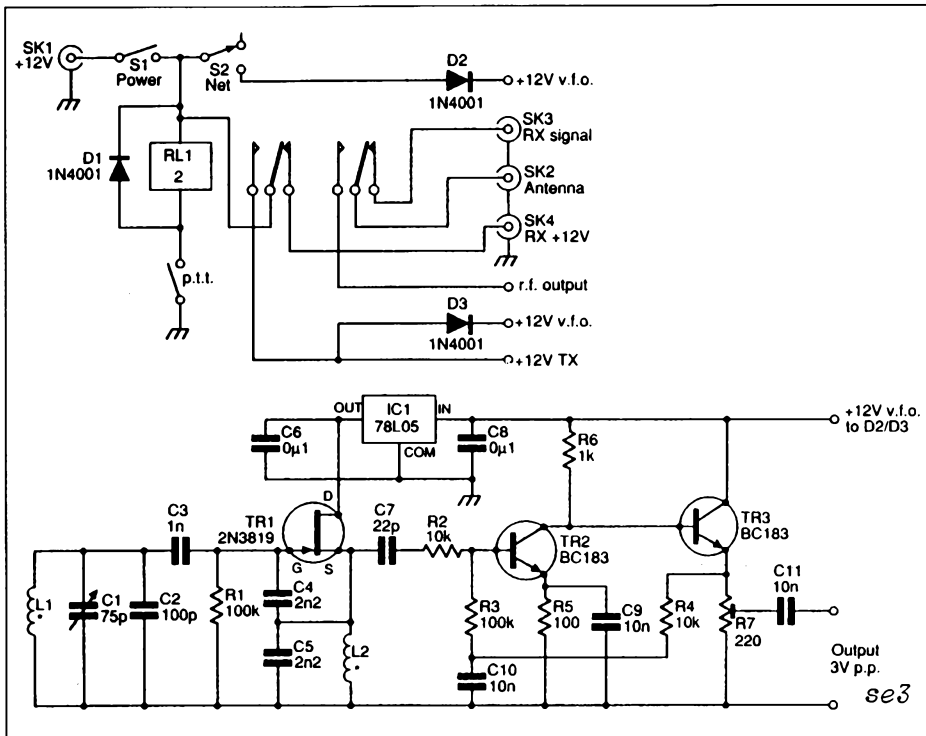 SK1
+12V
S1
Power
S2
Net
D2
1N4001
+12V v.f.o.
SK3
RX signal
D1
1N4001
RL1
2
SK2
Antenna
SK4
RX +12V
p.t.t.
r.f. output
D3
1N4001
+12V v.f.o.
+12V TX
OUT
IC1
78L05
IN
COM
C6
0µ1
C8
0µ1
R6
1k
+12V v.f.o.
to D2/D3
C3
1n
TR1
2N3819
D
G
S
C7
22p
R2
10k
TR2
BC183
TR3
BC183
L1
C1
75p
C2
100p
R1
100k
C4
2n2
C5
2n2
L2
R3
100k
C10
10n
R5
100
C9
10n
R4
10k
R7
220
C11
10n
Output
3V p.p.
se3